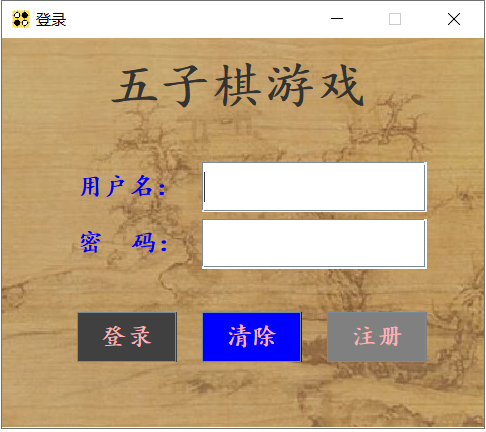 登录
五子棋游戏
用户名：
密　码：
登录 清除 注册